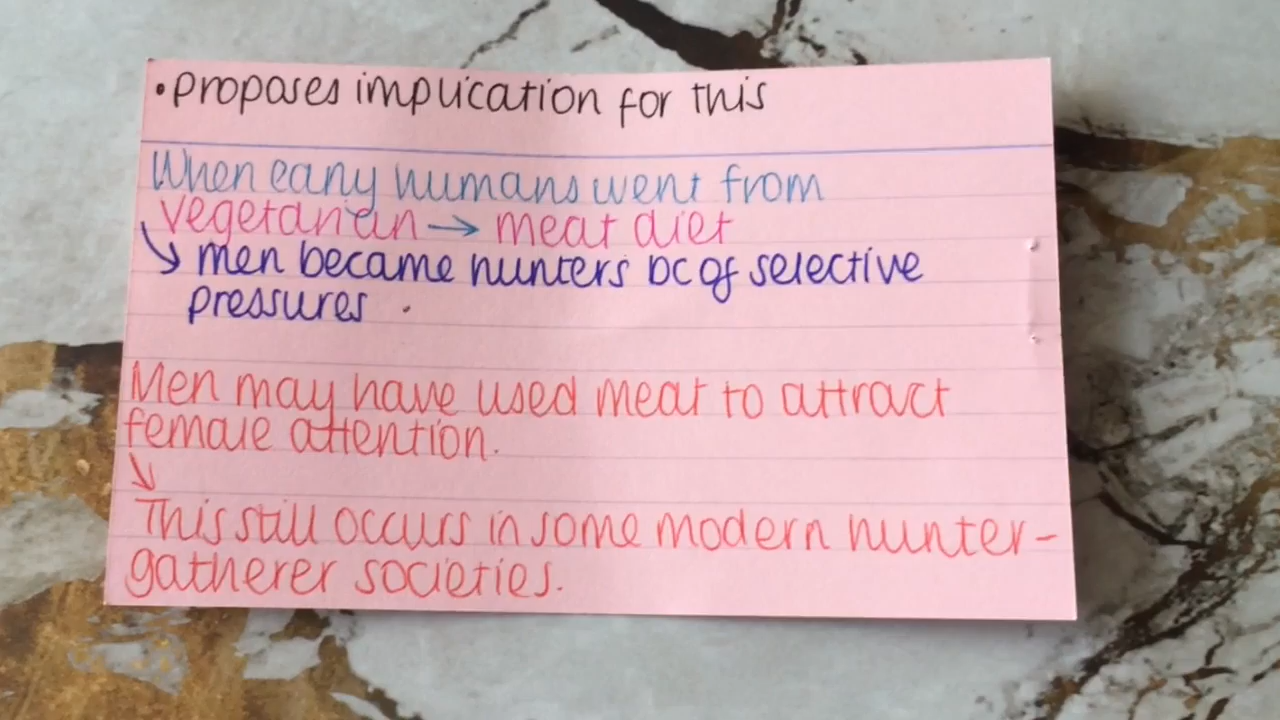 • proposes implication for this
When early humans went from
vegetarian → meat diet
↘ men became hunters bc of selective
pressures.
Men may have used meat to attract
female attention.
↘
This still occurs in some modern hunter-
gatherer societies.